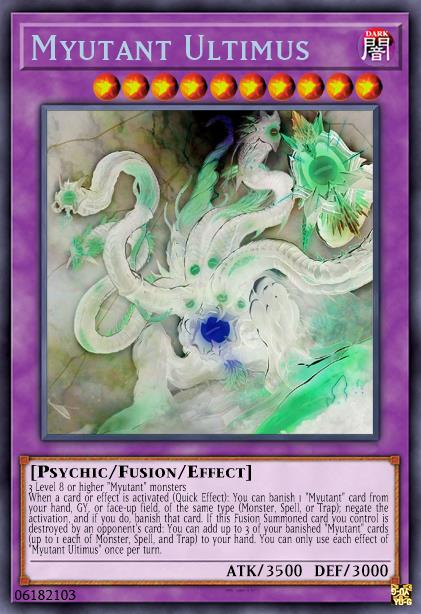 MYUTANT ULTIMUS
DARK
闇
[PSYCHIC/FUSION/EFFECT]
3 Level 8 or higher "Myutant" monsters
When a card or effect is activated (Quick Effect): You can banish 1 "Myutant" card from
your hand, GY, or face-up field, of the same type (Monster, Spell, or Trap); negate the
activation, and if you do, banish that card. If this Fusion Summoned card you control is
destroyed by an opponent's card: You can add up to 3 of your banished "Myutant" cards
(up to 1 each of Monster, Spell, and Trap) to your hand. You can only use each effect of
"Myutant Ultimus" once per turn.
ATK/3500 DEF/3000
06182103